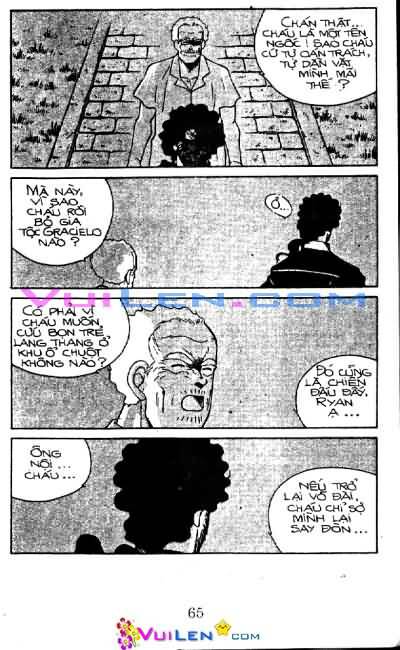 CHÁN THẬT...
CHÁU LÀ MỘT TÊN
NGỐC! SAO CHÁU
CỨ TỰ OÁN TRÁCH,
TỰ DẰN VẶT
MÌNH MÃI
THẾ?
MÀ NÀY,
VÌ SAO
CHÁU RỜI
BỎ GIA
TỘC GRACIELO
NÀO?
Ơ...
VUILEN.COM
CÓ PHẢI VÌ
CHÁU MUỐN
CỨU BỌN TRẺ
LANG THANG Ở
KHU Ổ CHUỘT
KHÔNG NÀO?
ĐÓ CŨNG
LÀ CHIẾN
ĐẤU ĐẤY,
RYAN
Ạ...
ÔNG
NÓI...
CHÁU...
NẾU TRỞ
LẠI VÕ ĐÀI,
CHÁU CHỈ SỢ
MÌNH LẠI
SAY ĐÒN...
65
VUILEN.COM